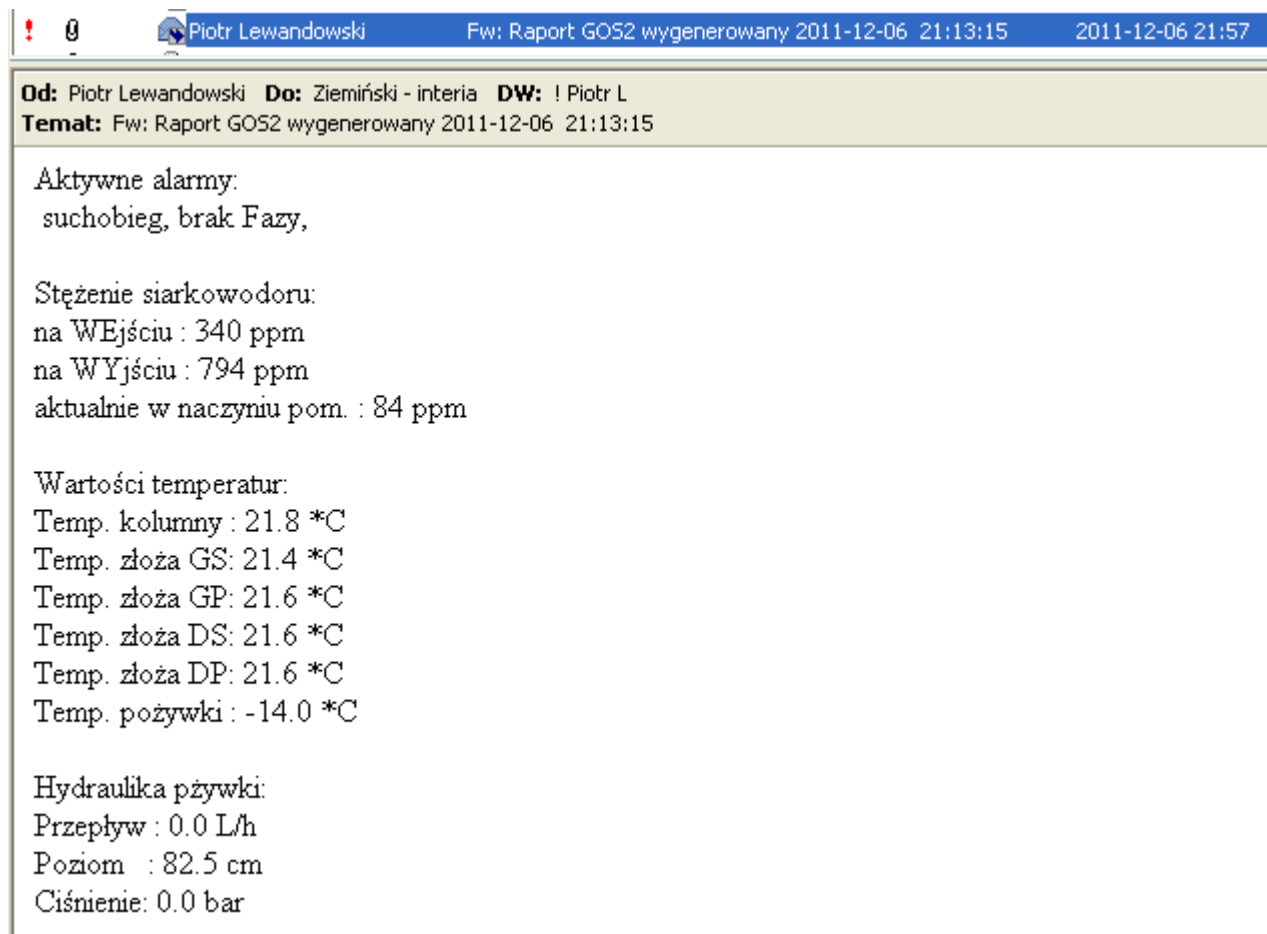 Piotr Lewandowski Fw: Raport GOS2 wygenerowany 2011-12-06 21:13:15 2011-12-06 21:57
Od: Piotr Lewandowski Do: Ziemiński - interia DW: ! Piotr L
Temat: Fw: Raport GOS2 wygenerowany 2011-12-06 21:13:15
Aktywne alarmy:
suchobieg, brak Fazy,
Stężenie siarkowodoru:
na WEjściu : 340 ppm
na WYjściu : 794 ppm
aktualnie w naczyniu pom. : 84 ppm
Wartości temperatur:
Temp. kolumny : 21.8 *C
Temp. złoża GS: 21.4 *C
Temp. złoża GP: 21.6 *C
Temp. złoża DS: 21.6 *C
Temp. złoża DP: 21.6 *C
Temp. pożywki : -14.0 *C
Hydraulika pżywki:
Przepływ : 0.0 L/h
Poziom : 82.5 cm
Ciśnienie: 0.0 bar